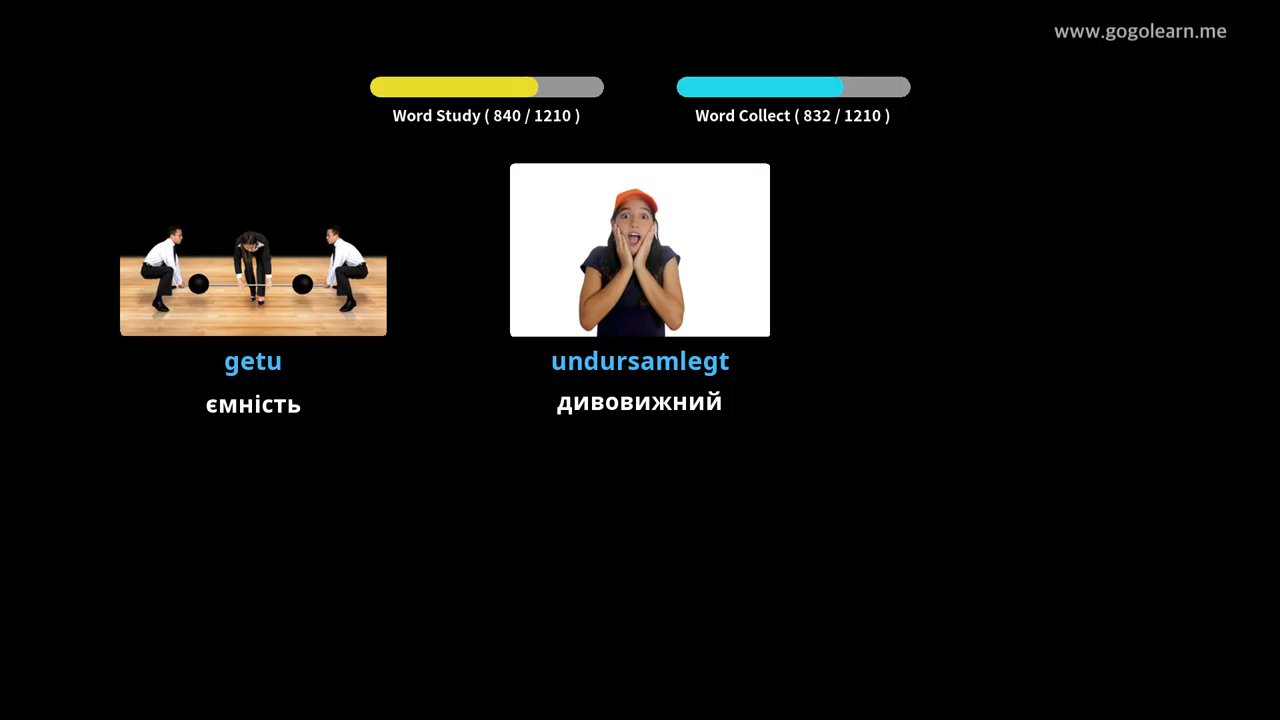 www.gogolearn.me
Word Study ( 840 / 1210 )
Word Collect ( 832 / 1210 )
getu
undursamlegt
ємність
дивовижний